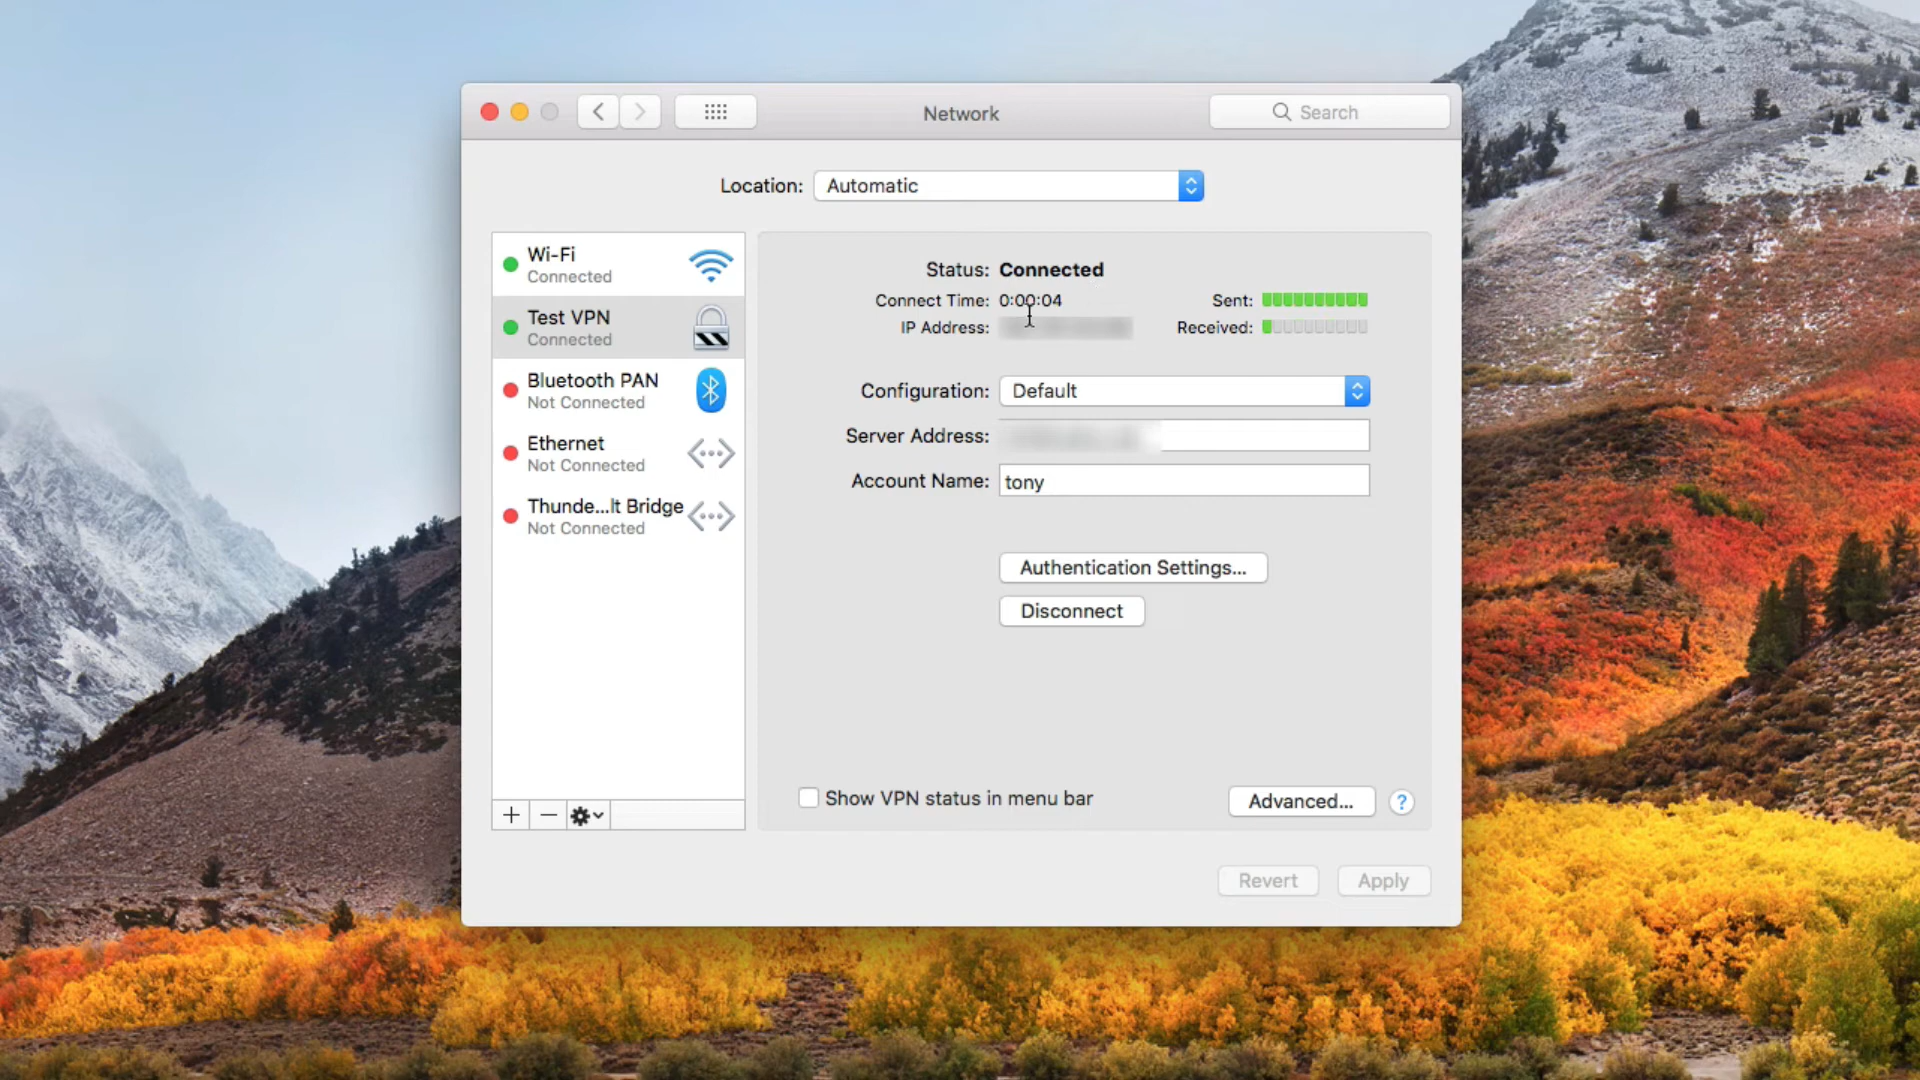 Network
Search
Location: Automatic
Wi-Fi
Connected
Test VPN
Connected
Bluetooth PAN
Not Connected
Ethernet
Not Connected
Thunde...lt Bridge
Not Connected
Status: Connected
Connect Time: 0:00:04
Sent:
IP Address:
Received:
Configuration: Default
Server Address:
Account Name: tony
Authentication Settings...
Disconnect
Show VPN status in menu bar
Advanced...
?
Revert
Apply